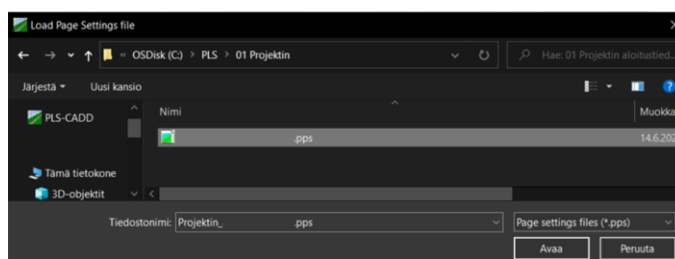 Load Page Settings file
OSDisk (C:) > PLS > 01 Projektin
Hae: 01 Projektin aloitustied...
Järjestä
Uusi kansio
PLS-CADD
Tämä tietokone
3D-objektit
Nimi
Muokka
.pps
14.6.202
Tiedostonimi: Projektin_ .pps
Page settings files (*.pps)
Avaa
Peruuta